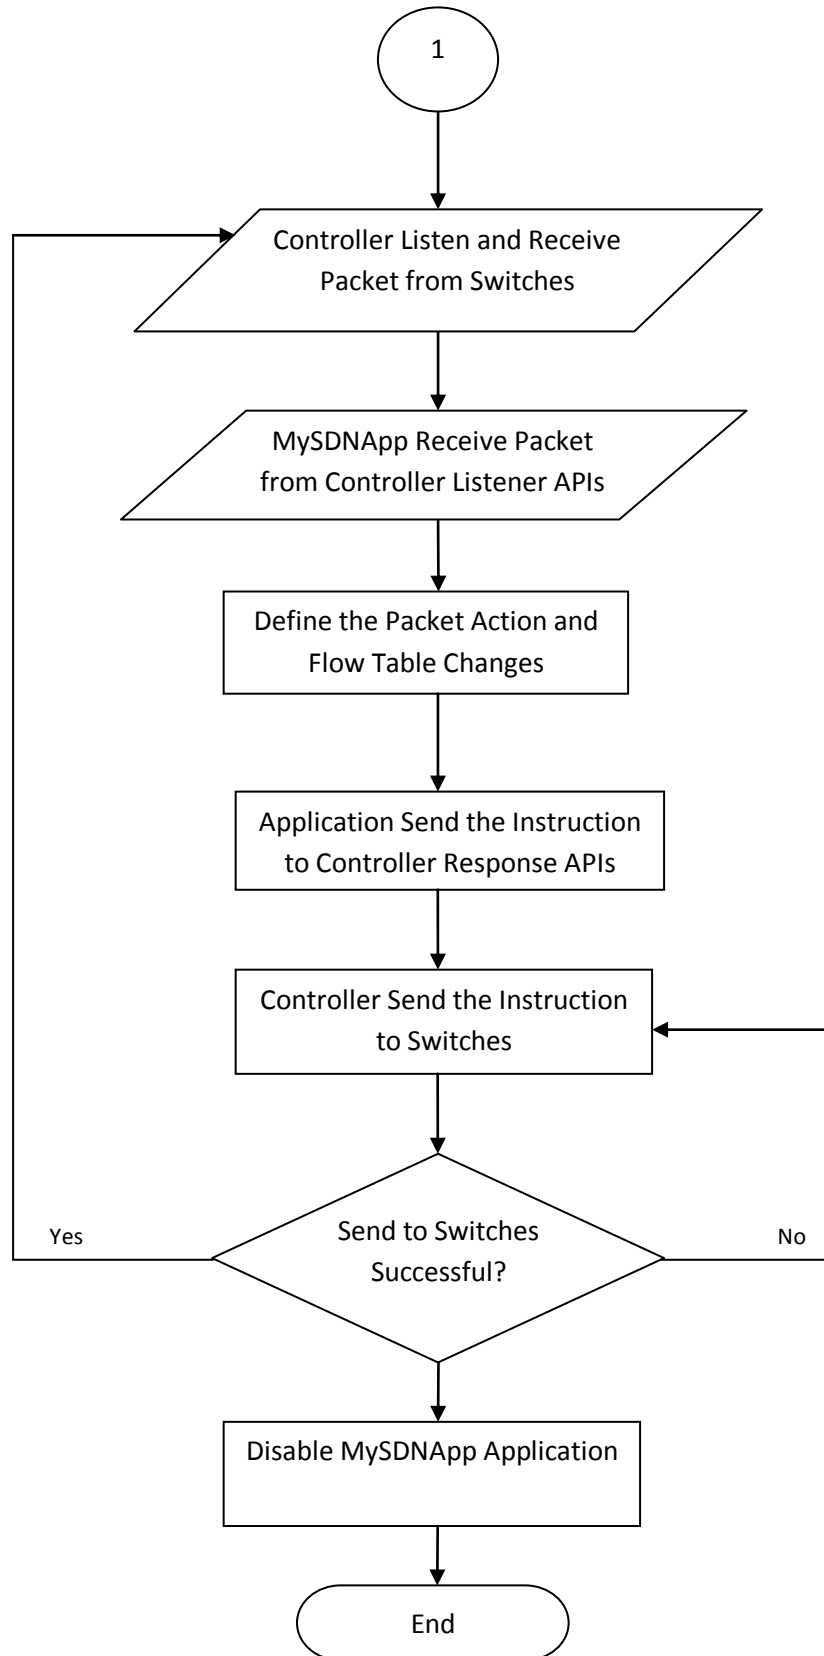 1
Controller Listen and Receive
Packet from Switches
MySDNApp Receive Packet
from Controller Listener APIs
Define the Packet Action and
Flow Table Changes
Application Send the Instruction
to Controller Response APIs
Controller Send the Instruction
to Switches
Yes
Send to Switches
Successful?
No
Disable MySDNApp Application
End